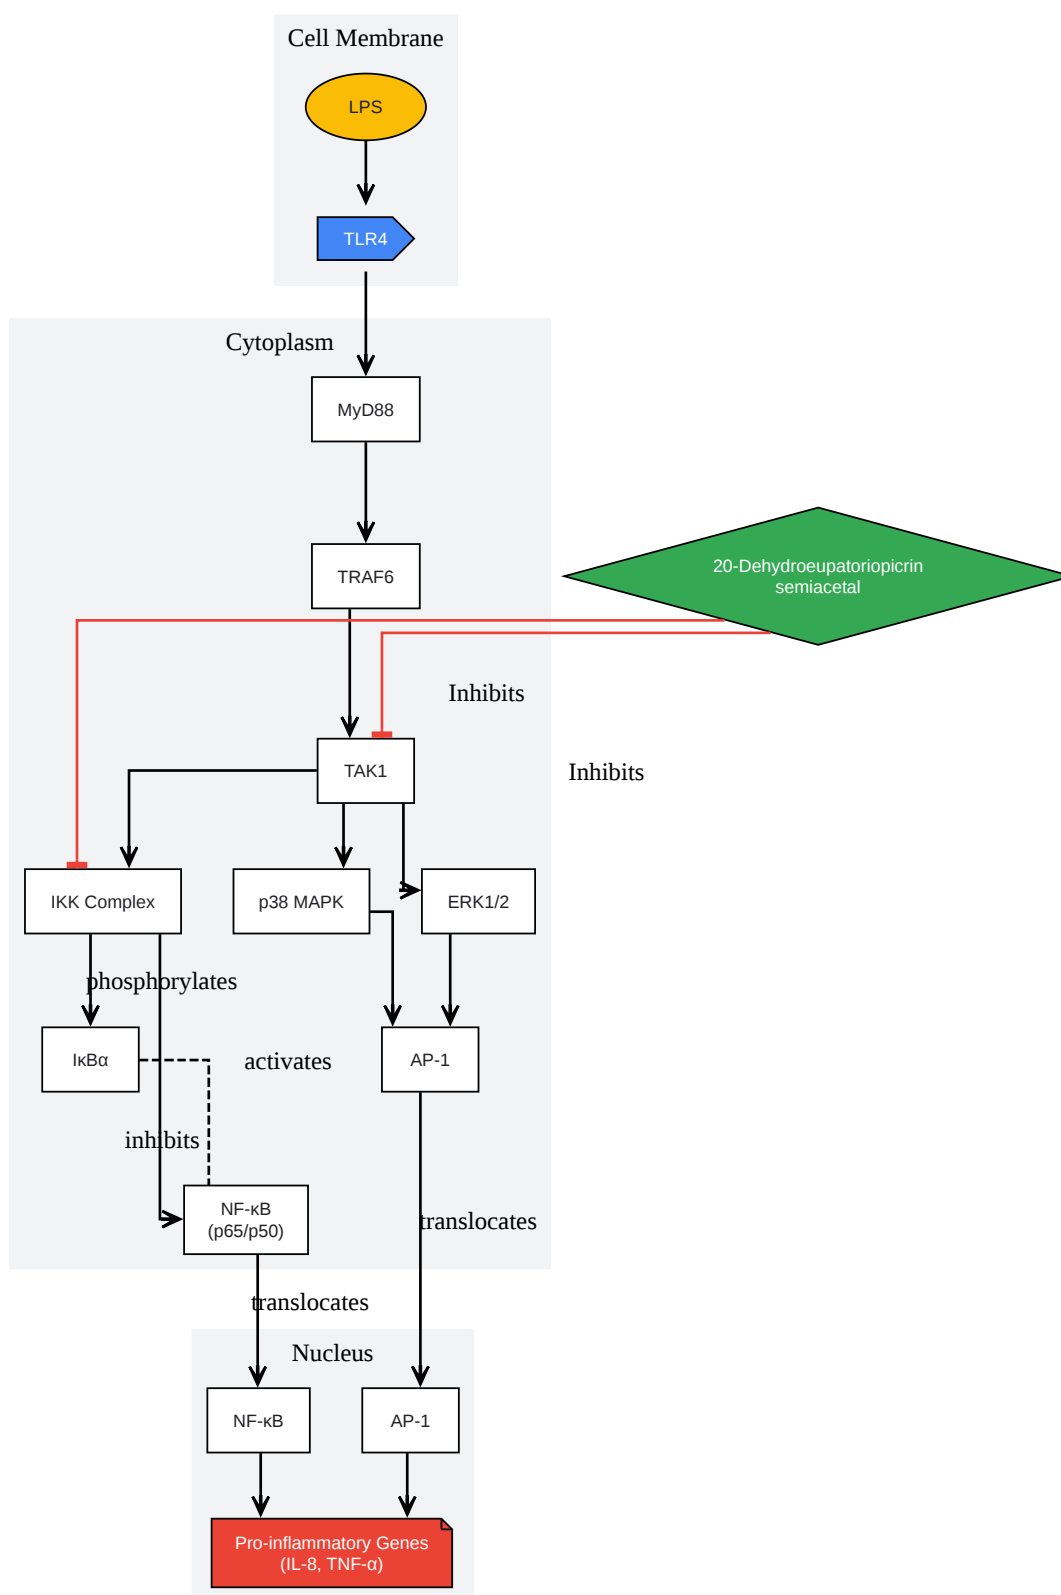 Cell Membrane
LPS
TLR4
Cytoplasm
MyD88
TRAF6
20-Dehydroeupatoriopicrin
semiacetal
Inhibits
TAK1
Inhibits
IKK Complex
p38 MAPK
ERK1/2
phosphorylates
IκBα
activates
AP-1
inhibits
NF-κB
(p65/p50)
translocates
translocates
Nucleus
NF-κB
AP-1
Pro-inflammatory Genes
(IL-8, TNF-α)